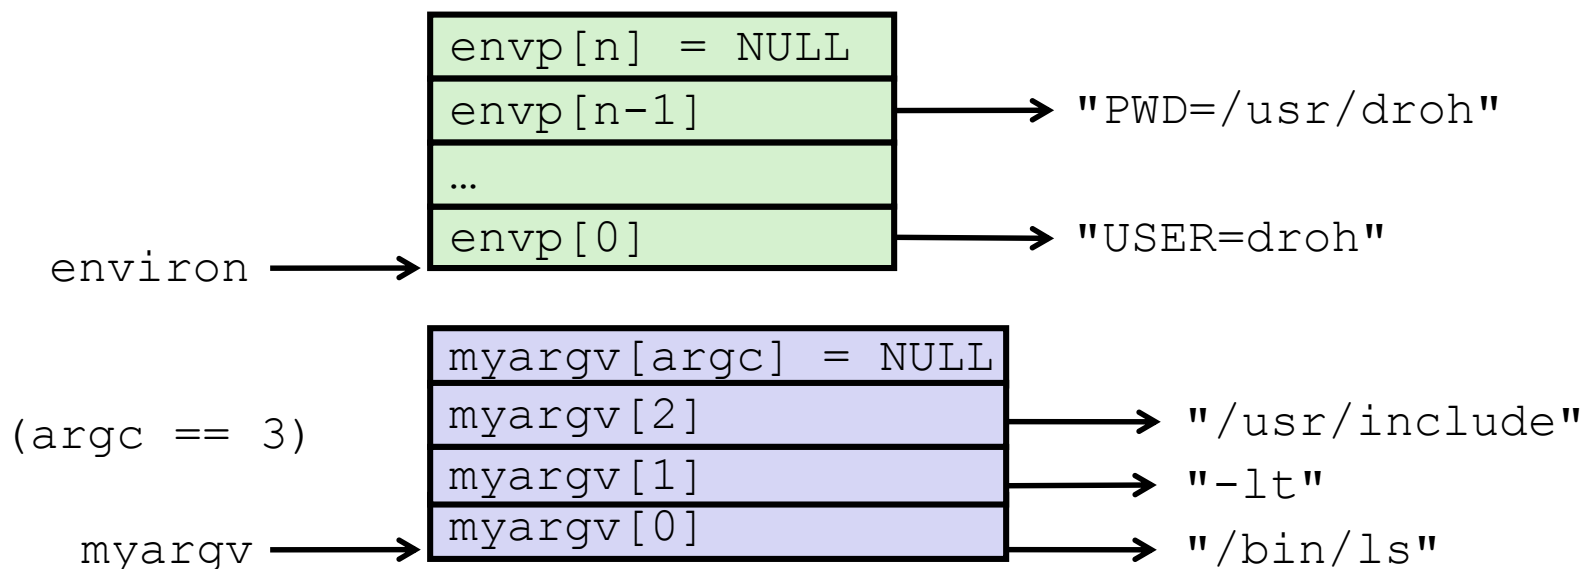 envp[n] = NULL
envp[n-1] "PWD=/usr/droh"
…
envp[0] "USER=droh"
environ
myargv[argc] = NULL
myargv[2] "/usr/include"
(argc == 3)
myargv[1] "-lt"
myargv[0]
myargv "/bin/ls"